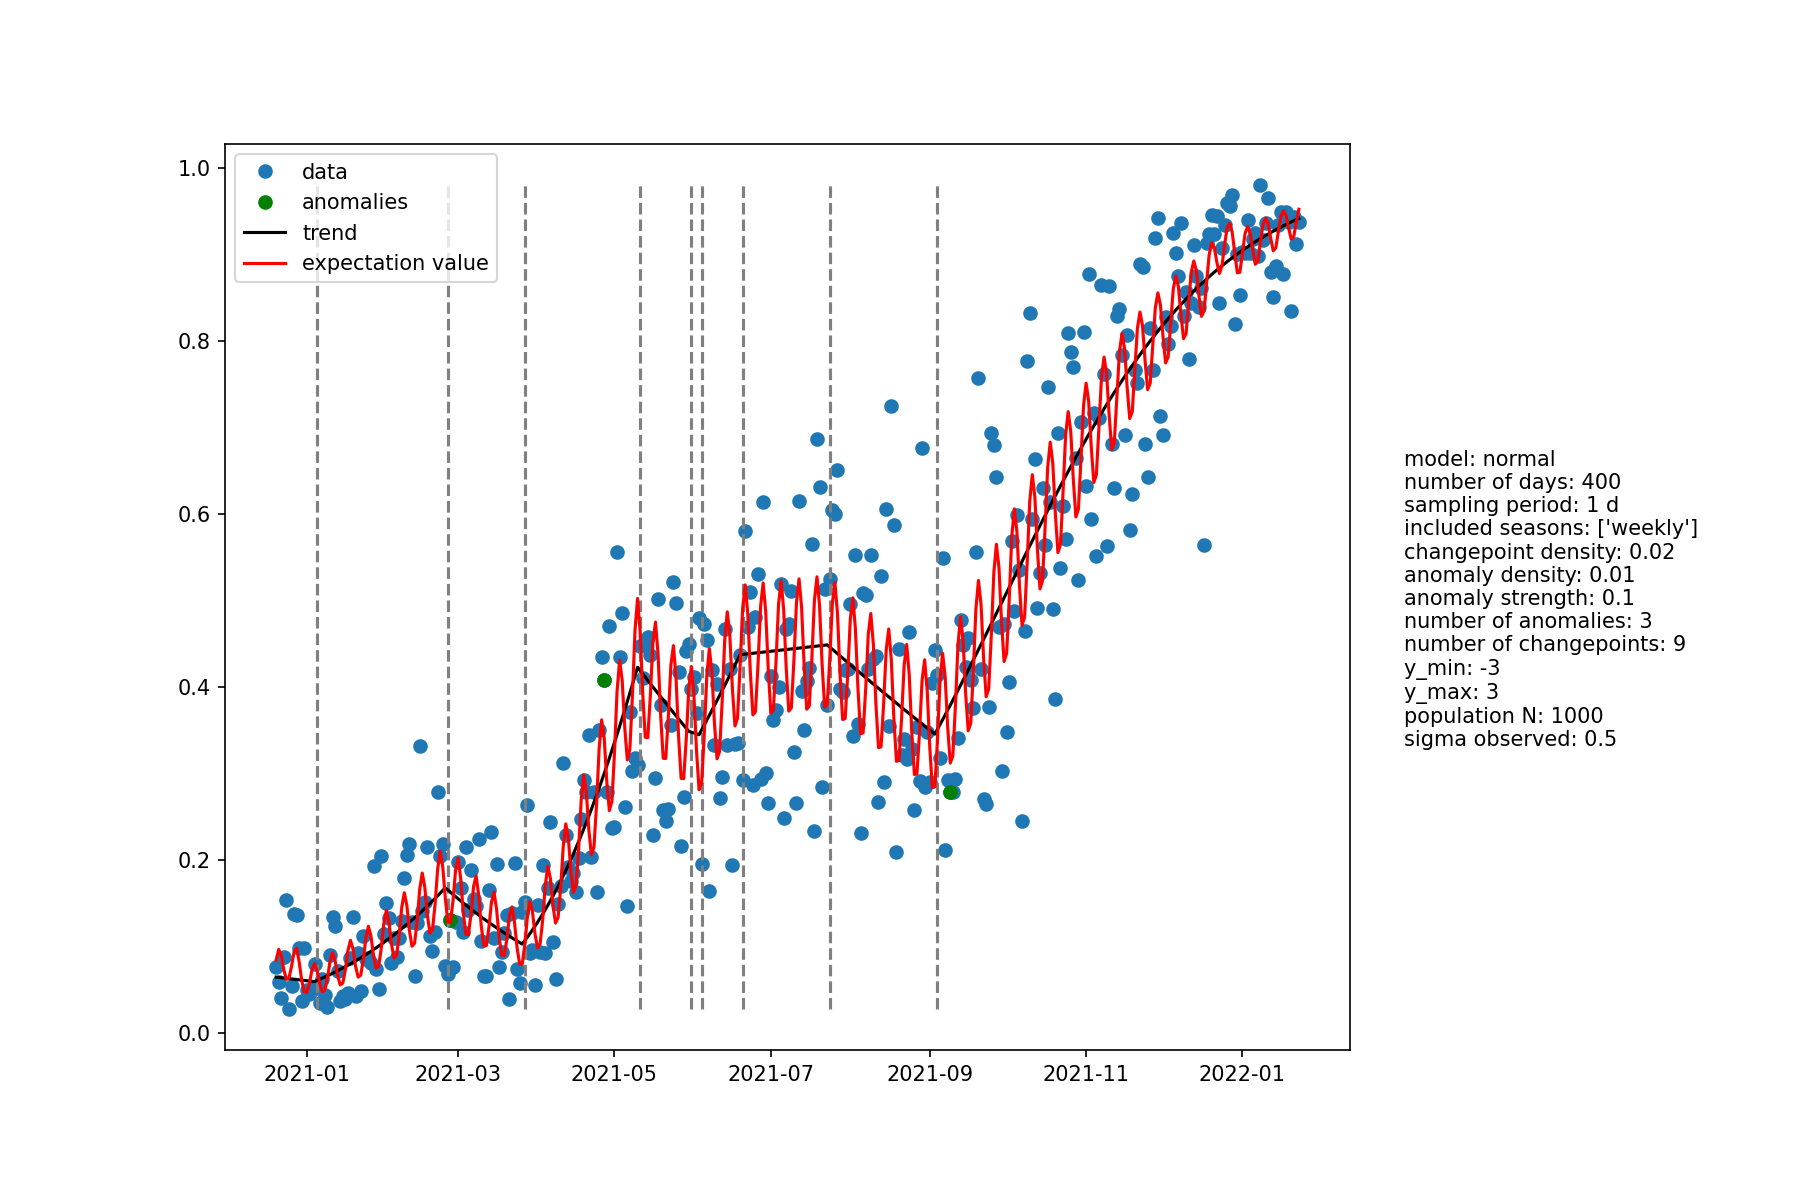 1.0
0.8
0.6
0.4
0.2
0.0
data
anomalies
trend
expectation value
2021-01 2021-03 2021-05 2021-07 2021-09 2021-11 2022-01
model: normal
number of days: 400
sampling period: 1 d
included seasons: ['weekly']
changepoint density: 0.02
anomaly density: 0.01
anomaly strength: 0.1
number of anomalies: 3
number of changepoints: 9
y_min: -3
y_max: 3
population N: 1000
sigma observed: 0.5